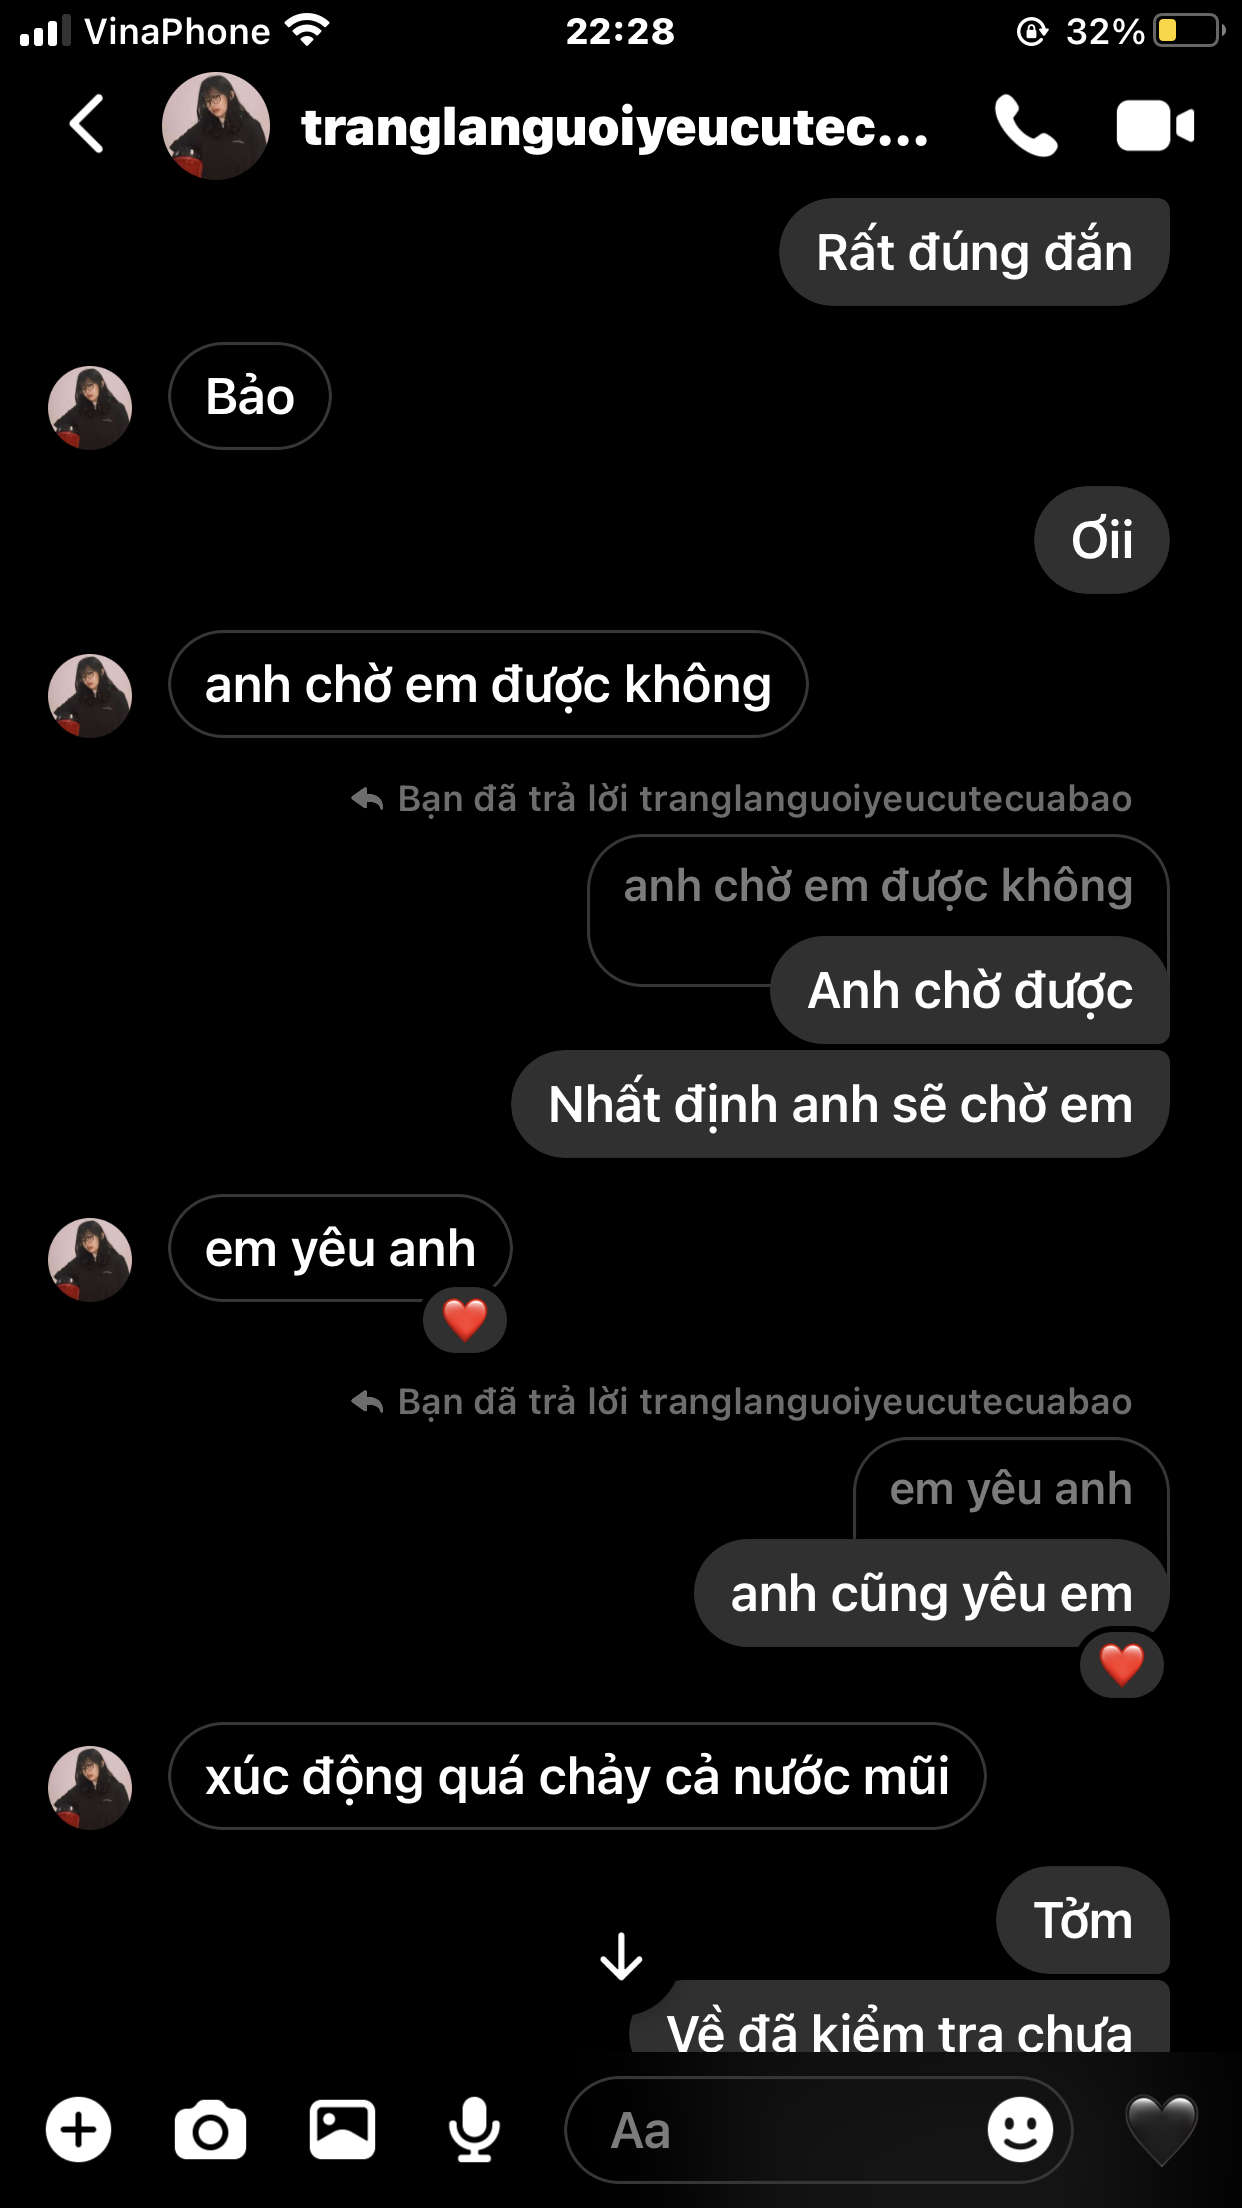 VinaPhone 22:28 32%
tranglanguoiyeucutec...
Rất đúng đắn
Bảo
Ơii
anh chờ em được không
Bạn đã trả lời tranglanguoiyeucutecuabao
anh chờ em được không
Anh chờ được
Nhất định anh sẽ chờ em
em yêu anh
Bạn đã trả lời tranglanguoiyeucutecuabao
em yêu anh
anh cũng yêu em
xúc động quá chảy cả nước mũi
Tởm
Về đã kiểm tra chưa
Aa